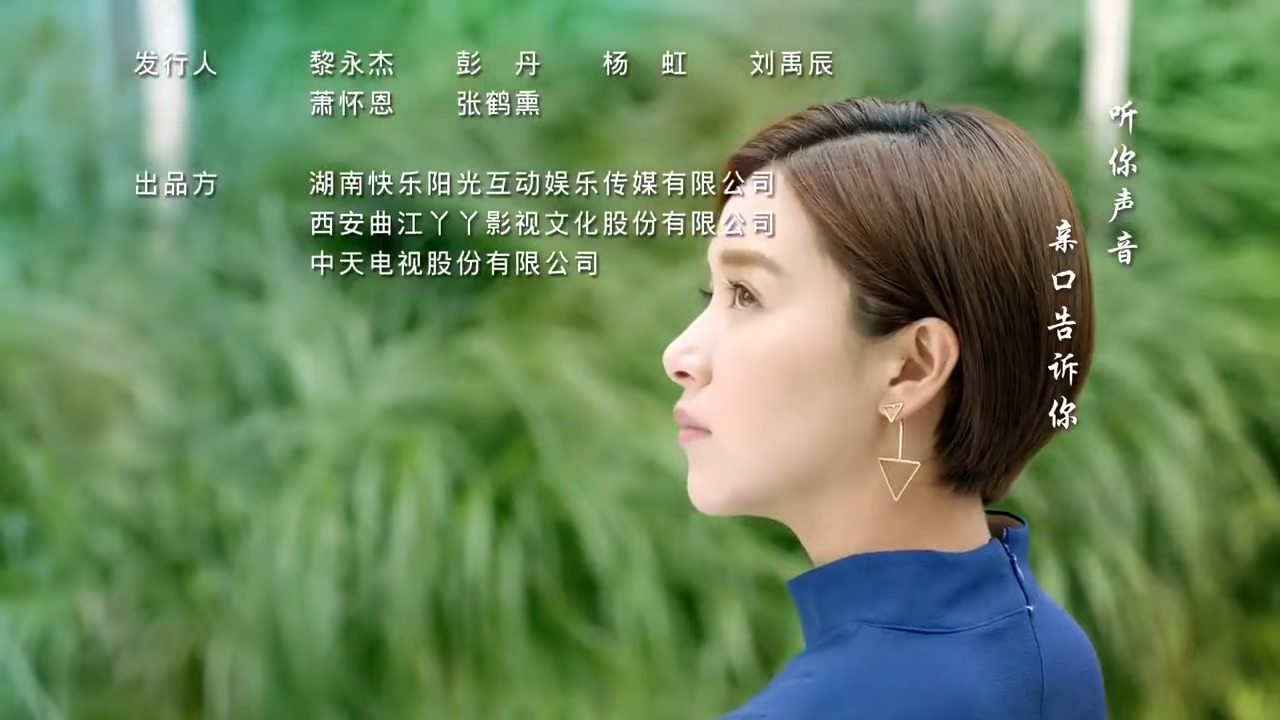 发行人 黎永杰 彭 丹 杨 虹 刘禹辰
萧怀恩 张鹤熏
出品方 湖南快乐阳光互动娱乐传媒有限公司
西安曲江丫丫影视文化股份有限公司
中天电视股份有限公司
听你声音
亲口告诉你